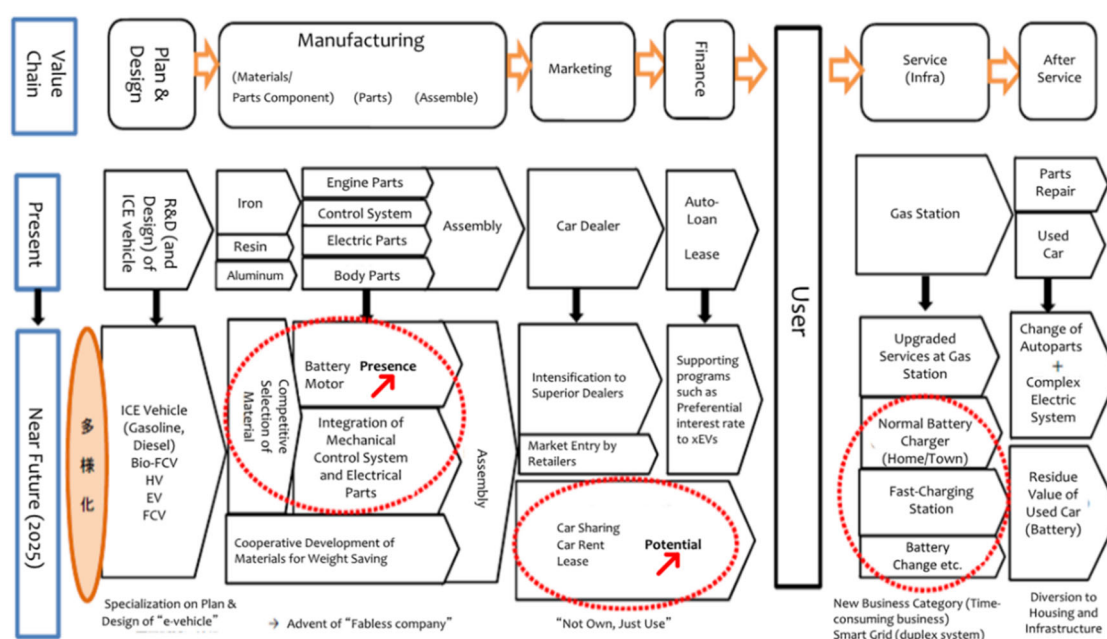 Value
Chain
Plan &
Design
Manufacturing
(Materials/
Parts Component)
(Parts)
(Assemble)
Marketing
Finance
Service
(Infra)
After
Service
User
Present
R&D (and
Design) of
ICE vehicle
Iron
Resin
Aluminum
Engine Parts
Control System
Electric Parts
Body Parts
Assembly
Car Dealer
Auto-
Loan
Lease
Gas Station
Parts
Repair
Used
Car
Near Future (2025)
多様化
ICE Vehicle
(Gasoline,
Diesel)
Bio-FCV
HV
EV
FCV
Competitive
Selection of
Material
Battery
Motor
Presence
Integration of
Mechanical
Control System
and Electrical
Parts
Cooperative Development of
Materials for Weight Saving
Assembly
Intensification to
Superior Dealers
Market Entry by
Retailers
Supporting
programs
such as
Preferential
interest rate
to xEVs
Car Sharing
Car Rent
Lease
Potential
Upgraded
Services at Gas
Station
Normal Battery
Charger
(Home/Town)
Fast-Charging
Station
Battery
Change etc.
Change of
Autoparts
+
Complex
Electric
System
Residue
Value of
Used Car
(Battery)
Specialization on Plan &
Design of "e-vehicle"
→ Advent of "Fabless company"
"Not Own, Just Use"
New Business Category (Time-
consuming business)
Smart Grid (duplex system)
Diversion to
Housing and
Infrastructure